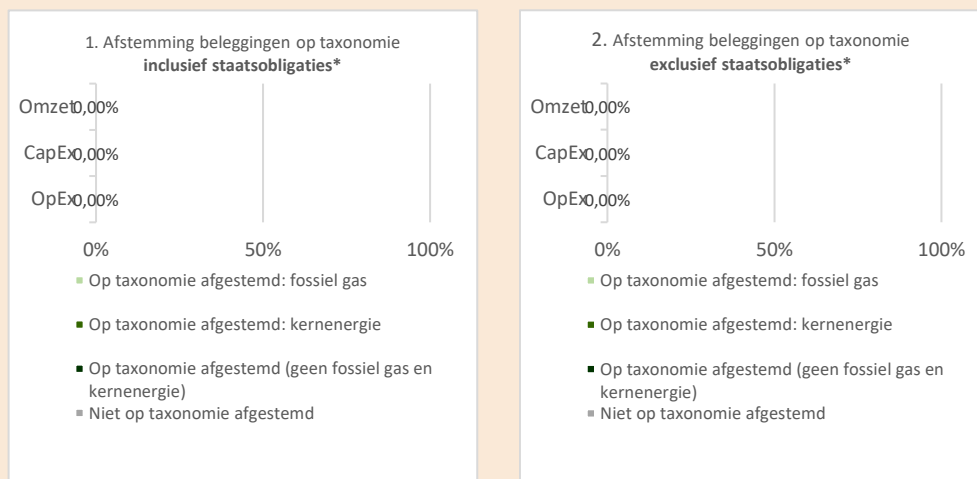 1. Afstemming beleggingen op taxonomie
inclusief staatsobligaties*
Omzet 0,00%
CapEx 0,00%
OpEx 0,00%
0% 50% 100%
Op taxonomie afgestemd: fossiel gas
Op taxonomie afgestemd: kernenergie
Op taxonomie afgestemd (geen fossiel gas en
kernenergie)
Niet op taxonomie afgestemd
2. Afstemming beleggingen op taxonomie
exclusief staatsobligaties*
Omzet 0,00%
CapEx 0,00%
OpEx 0,00%
0% 50% 100%
Op taxonomie afgestemd: fossiel gas
Op taxonomie afgestemd: kernenergie
Op taxonomie afgestemd (geen fossiel gas en
kernenergie)
Niet op taxonomie afgestemd